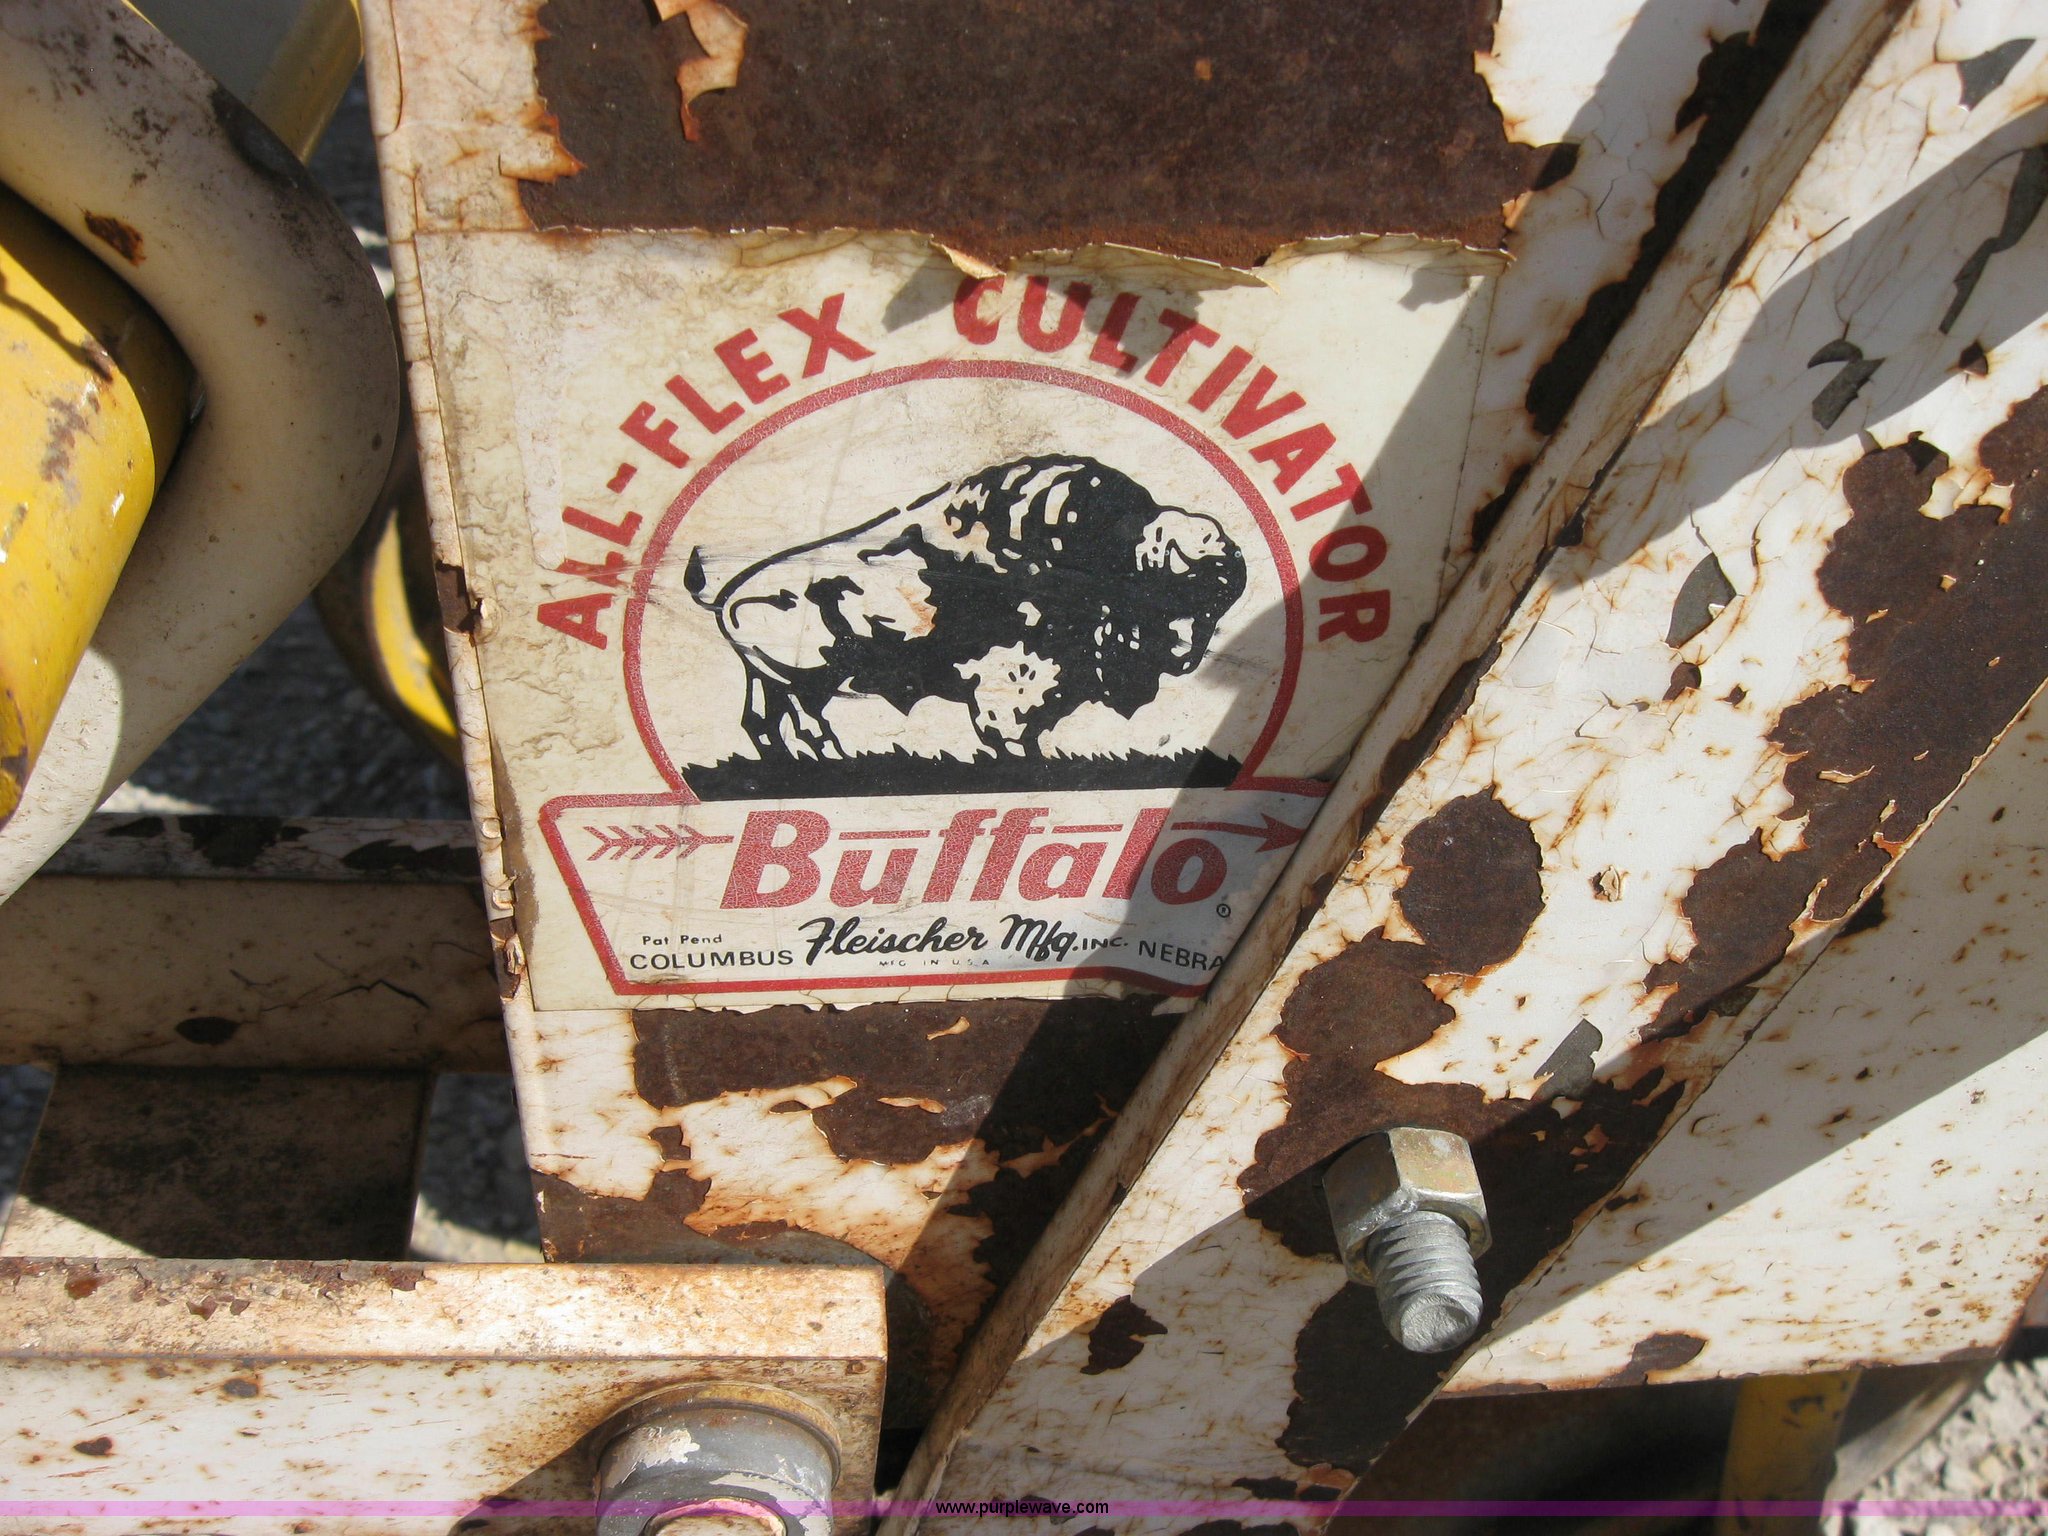 ALL-FLEX CULTIVATOR
Buffalo®
Pat Pend
COLUMBUS Fleischer Mfg. INC. NEBRA
MFG IN U.S.A
www.purplewave.com